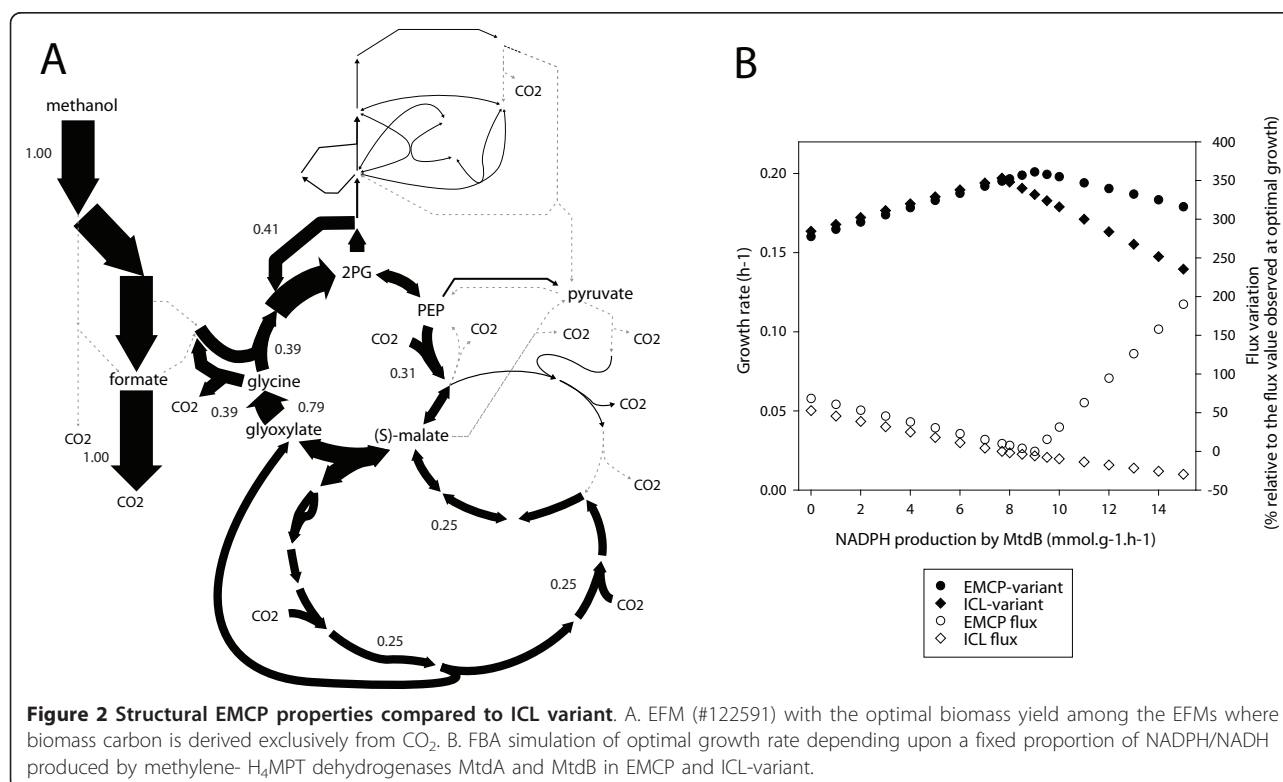 A
methanol
1.00
CO2
0.41
2PG
PEP
pyruvate
CO2
CO2
CO2
CO2
0.31
0.39
formate
glycine
CO2
0.39
0.79
glyoxylate
(S)-malate
CO2
CO2
1.00
CO2
CO2
0.25
0.25
CO2
CO2
0.25
B
Growth rate (h-1)
0.20
0.15
0.10
0.05
0.00
400
350
300
250
200
150
100
50
0
-50
Flux variation
(% relative to the flux value observed at optimal growth)
0 2 4 6 8 10 12 14
NADPH production by MtdB (mmol.g-1.h-1)
EMCP-variant
ICL-variant
EMCP flux
ICL flux
Figure 2 Structural EMCP properties compared to ICL variant. A. EFM (#122591) with the optimal biomass yield among the EFMs where
biomass carbon is derived exclusively from CO₂. B. FBA simulation of optimal growth rate depending upon a fixed proportion of NADPH/NADH
produced by methylene- H₄MPT dehydrogenases MtdA and MtdB in EMCP and ICL-variant.